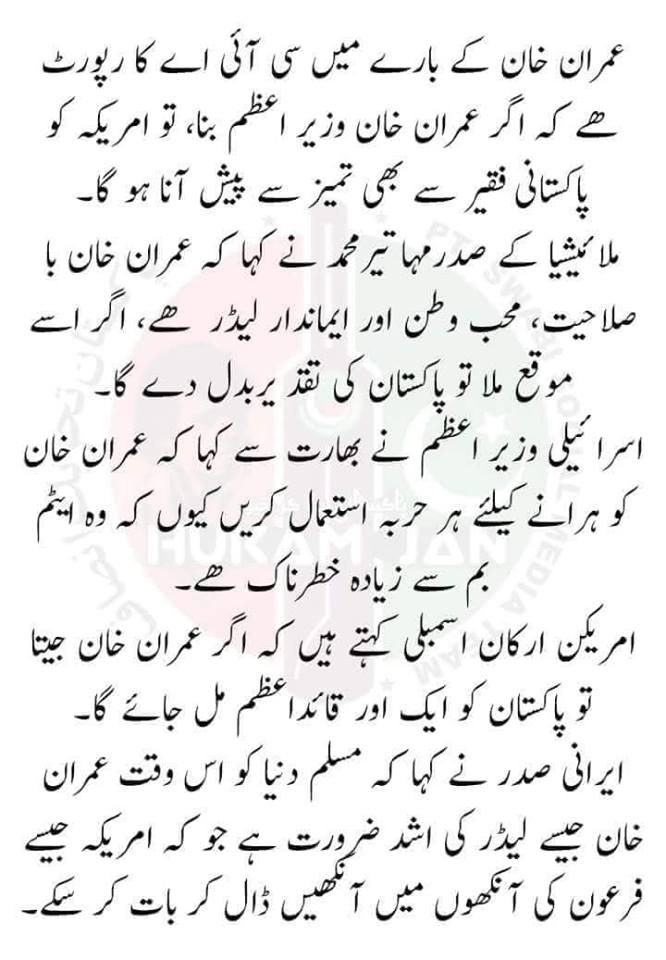 عمران خان کے بارے میں سی آئی اے کا رپورٹ
ھے کہ اگر عمران خان وزیر اعظم بنا، تو امریکہ کو
پاکستانی فقیر سے بھی تمیز سے پیش آنا ہو گا۔
ملائیشیا کے صدر مہاتیر محمد نے کہا کہ عمران خان با
صلاحیت، محب وطن اور ایماندار لیڈر ھے، اگر اسے
موقع ملا تو پاکستان کی تقدیر بدل دے گا۔
اسرائیلی وزیر اعظم نے بھارت سے کہا کہ عمران خان
کو ہرانے کیلئے ہر حربہ استعمال کریں کیوں کہ وہ ایٹم
بم سے زیادہ خطرناک ھے۔
امریکن ارکان اسمبلی کہتے ہیں کہ اگر عمران خان جیتا
تو پاکستان کو ایک اور قائداعظم مل جائے گا۔
ایرانی صدر نے کہا کہ مسلم دنیا کو اس وقت عمران
خان جیسے لیڈر کی اشد ضرورت ہے جو کہ امریکہ جیسے
فرعون کی آنکھوں میں آنکھیں ڈال کر بات کر سکے۔
PTI SWABI SOCIAL MEDIA TEAM
HUKAM JAN